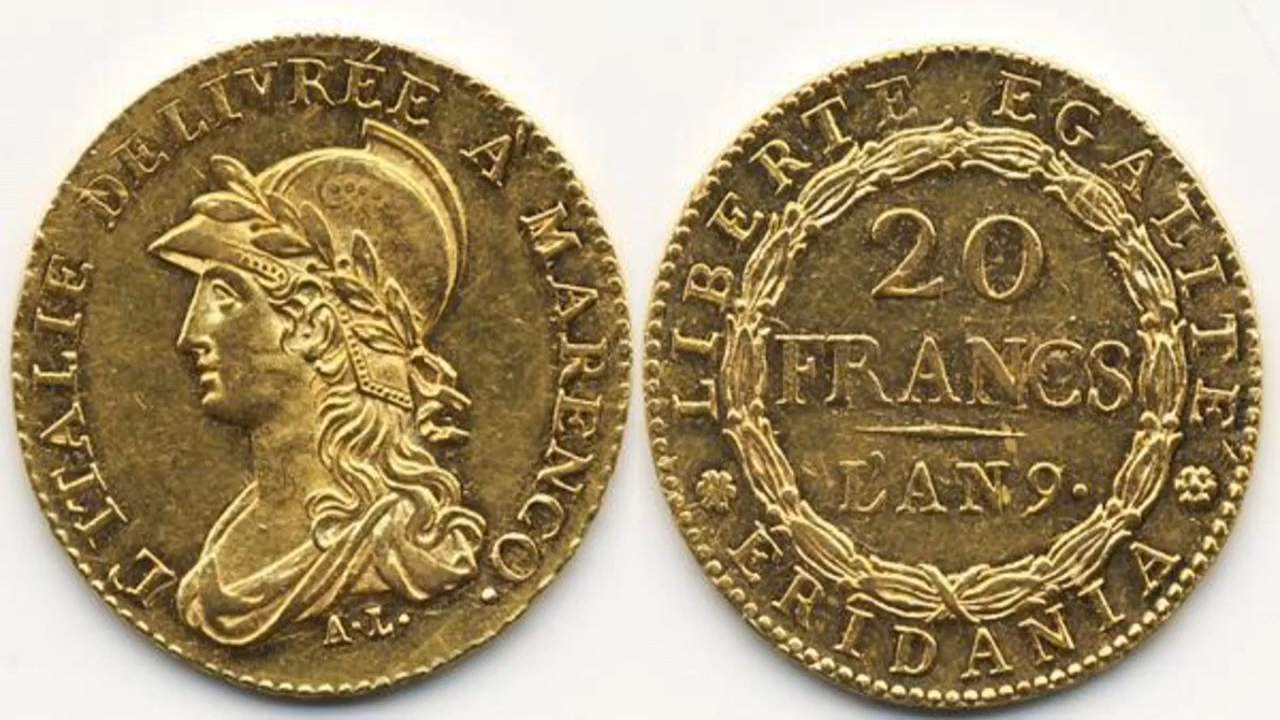 L'ITALIE DELIVRÉE À MARENGO.
A·L·
LIBERTÉ EGALITÉ
20
FRANCS
L'AN 9.
ERIDANIA